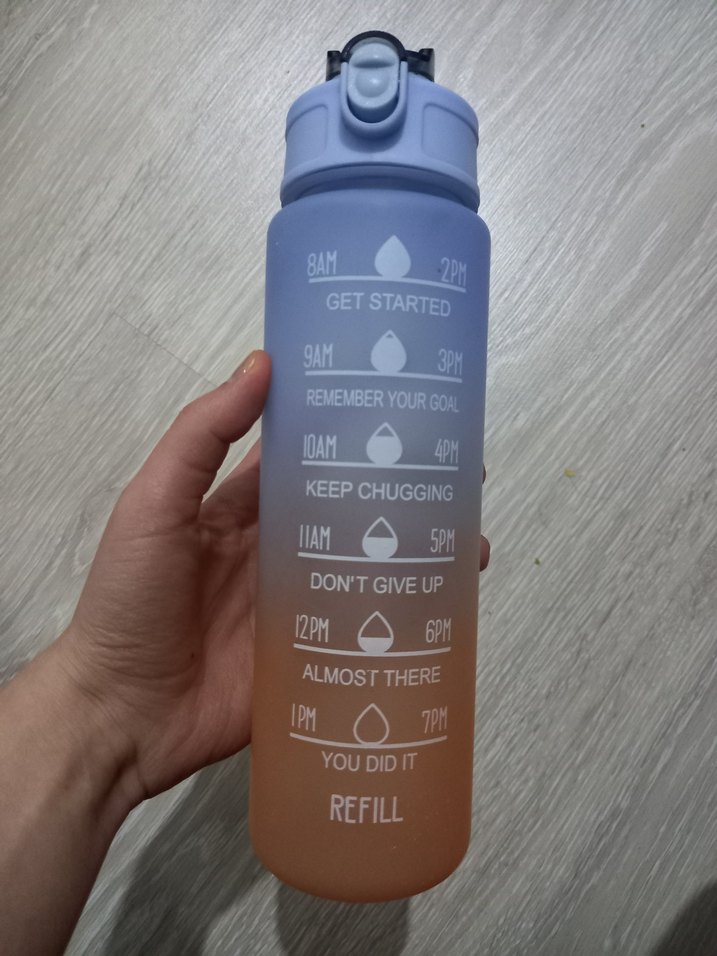 8AM 2PM
GET STARTED
9AM 3PM
REMEMBER YOUR GOAL
10AM 4PM
KEEP CHUGGING
11AM 5PM
DON'T GIVE UP
12PM 6PM
ALMOST THERE
1PM 7PM
YOU DID IT
REFILL